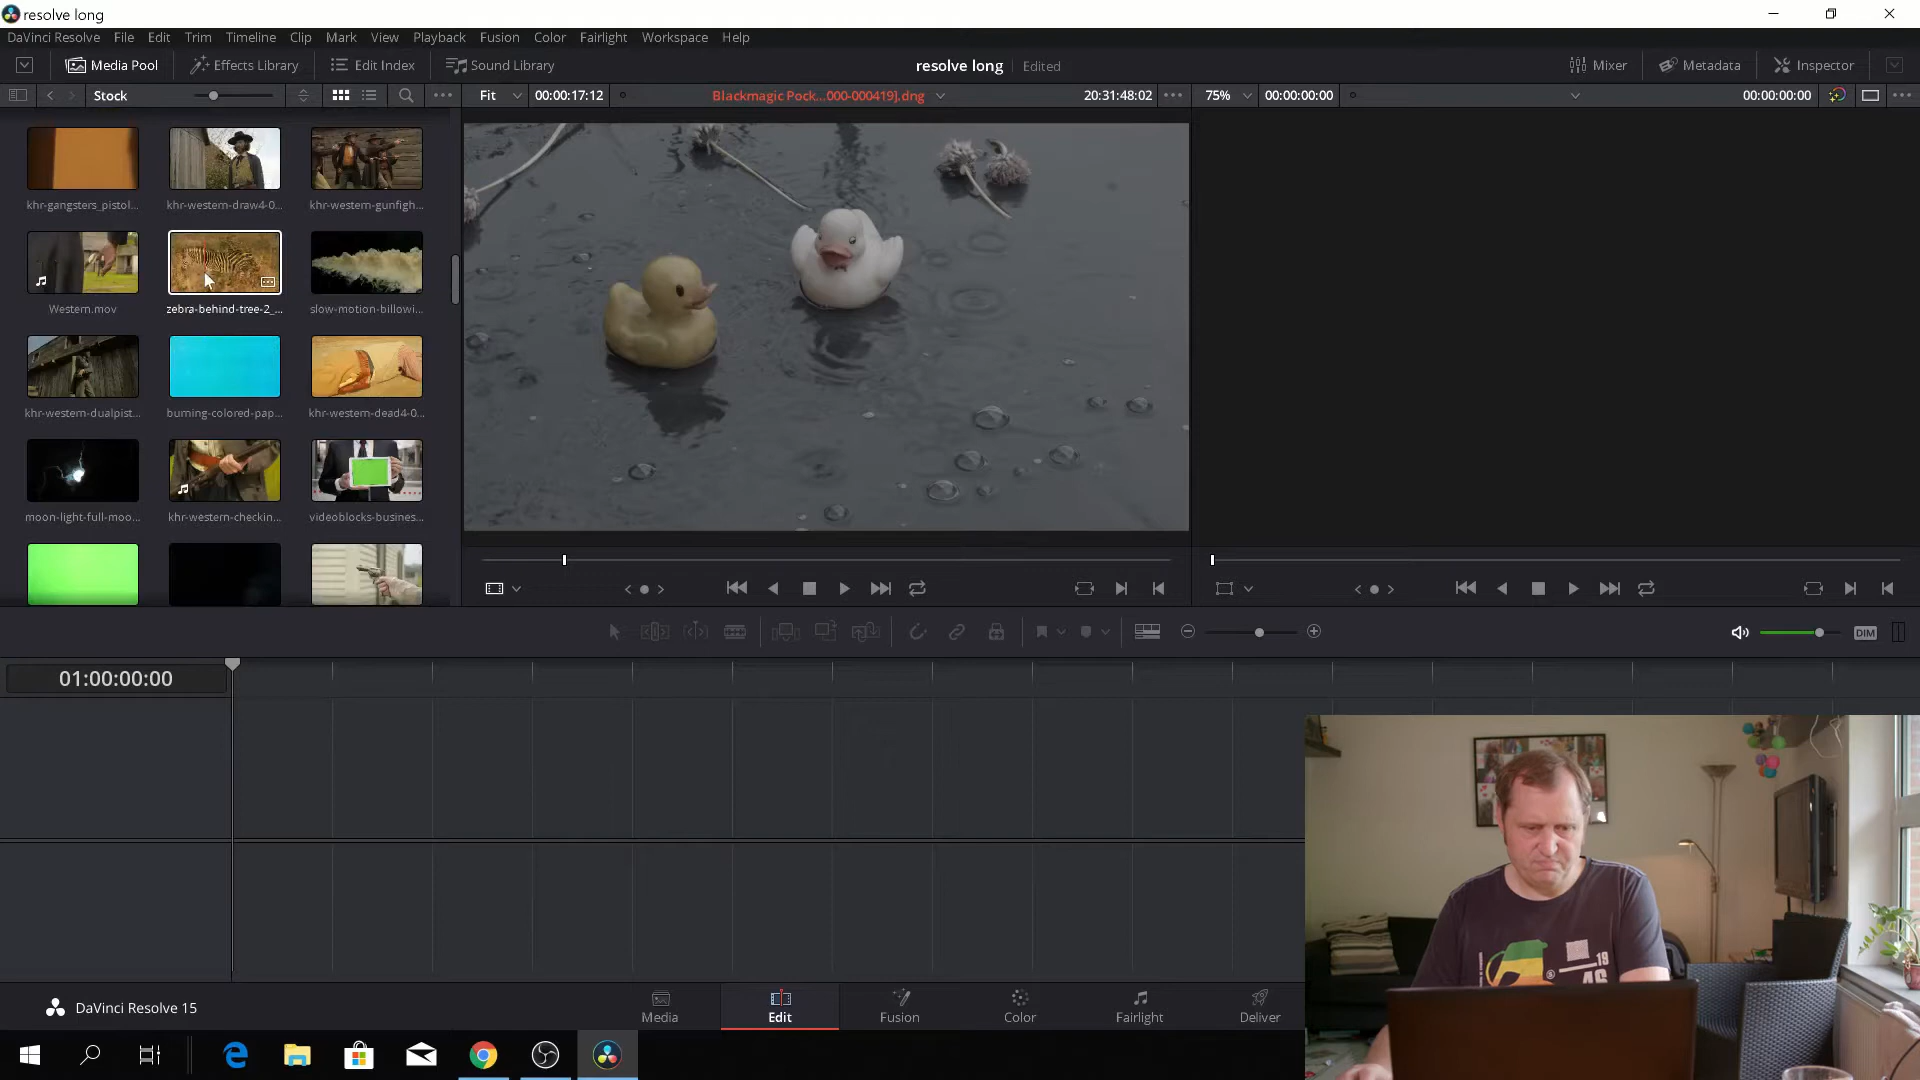 resolve long
DaVinci Resolve File Edit Trim Timeline Clip Mark View Playback Fusion Color Fairlight Workspace Help
Media Pool Effects Library Edit Index Sound Library resolve long Edited Mixer Metadata Inspector
Stock Fit 00:00:17:12 Blackmagic Pock...000-000419].dng 20:31:48:02 75% 00:00:00:00 00:00:00:00
khr-gangsters_pistol... khr-western-draw4-0... khr-western-gunfigh...
Western.mov zebra-behind-tree-2_... slow-motion-billowi...
khr-western-dualpist... burning-colored-pap... khr-western-dead4-0...
moon-light-full-moo... khr-western-checkin... videoblocks-busines...
DIM
01:00:00:00
19
46
DaVinci Resolve 15 Media Edit Fusion Color Fairlight Deliver